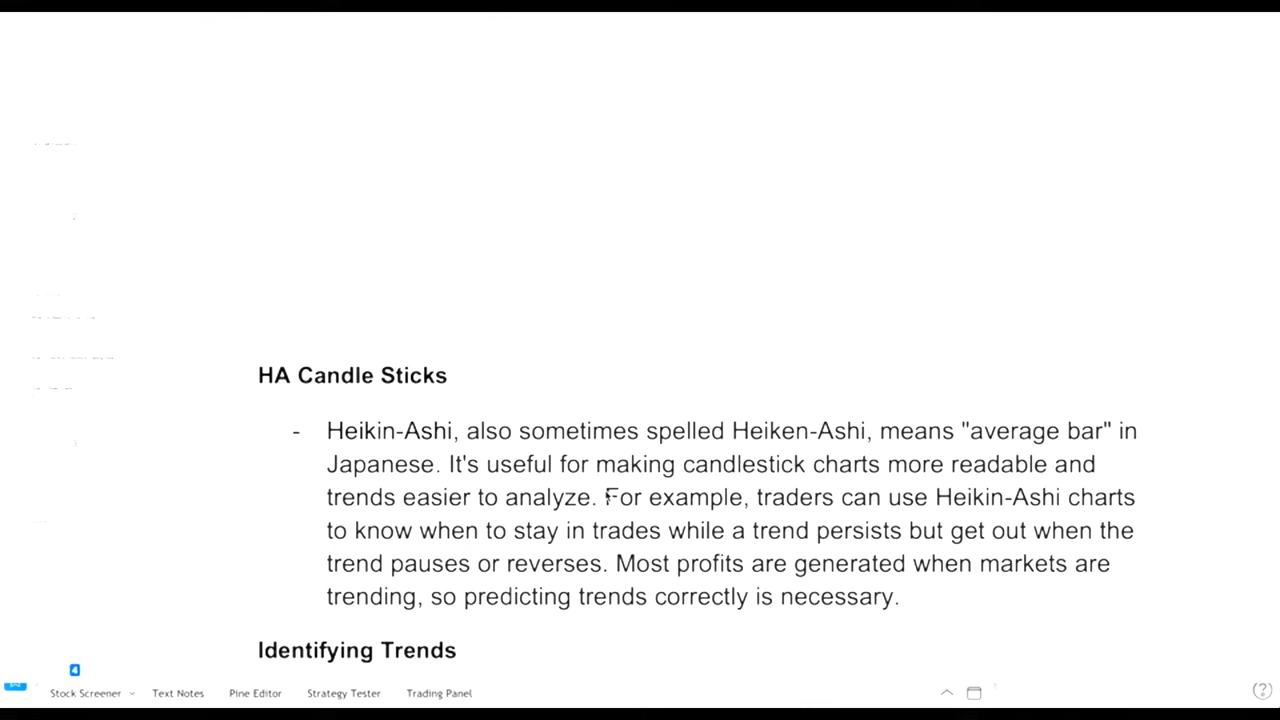 HA Candle Sticks
- Heikin-Ashi, also sometimes spelled Heiken-Ashi, means "average bar" in
Japanese. It's useful for making candlestick charts more readable and
trends easier to analyze. For example, traders can use Heikin-Ashi charts
to know when to stay in trades while a trend persists but get out when the
trend pauses or reverses. Most profits are generated when markets are
trending, so predicting trends correctly is necessary.
Identifying Trends
4
Stock Screener Text Notes Pine Editor Strategy Tester Trading Panel ?